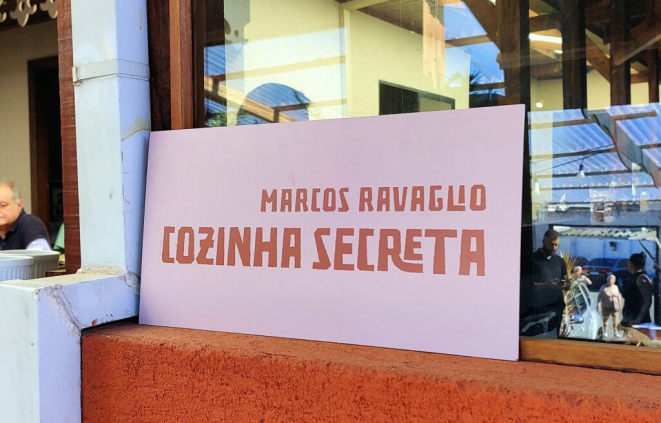 MARCOS RAVAGLIO
COZINHA SECRETA